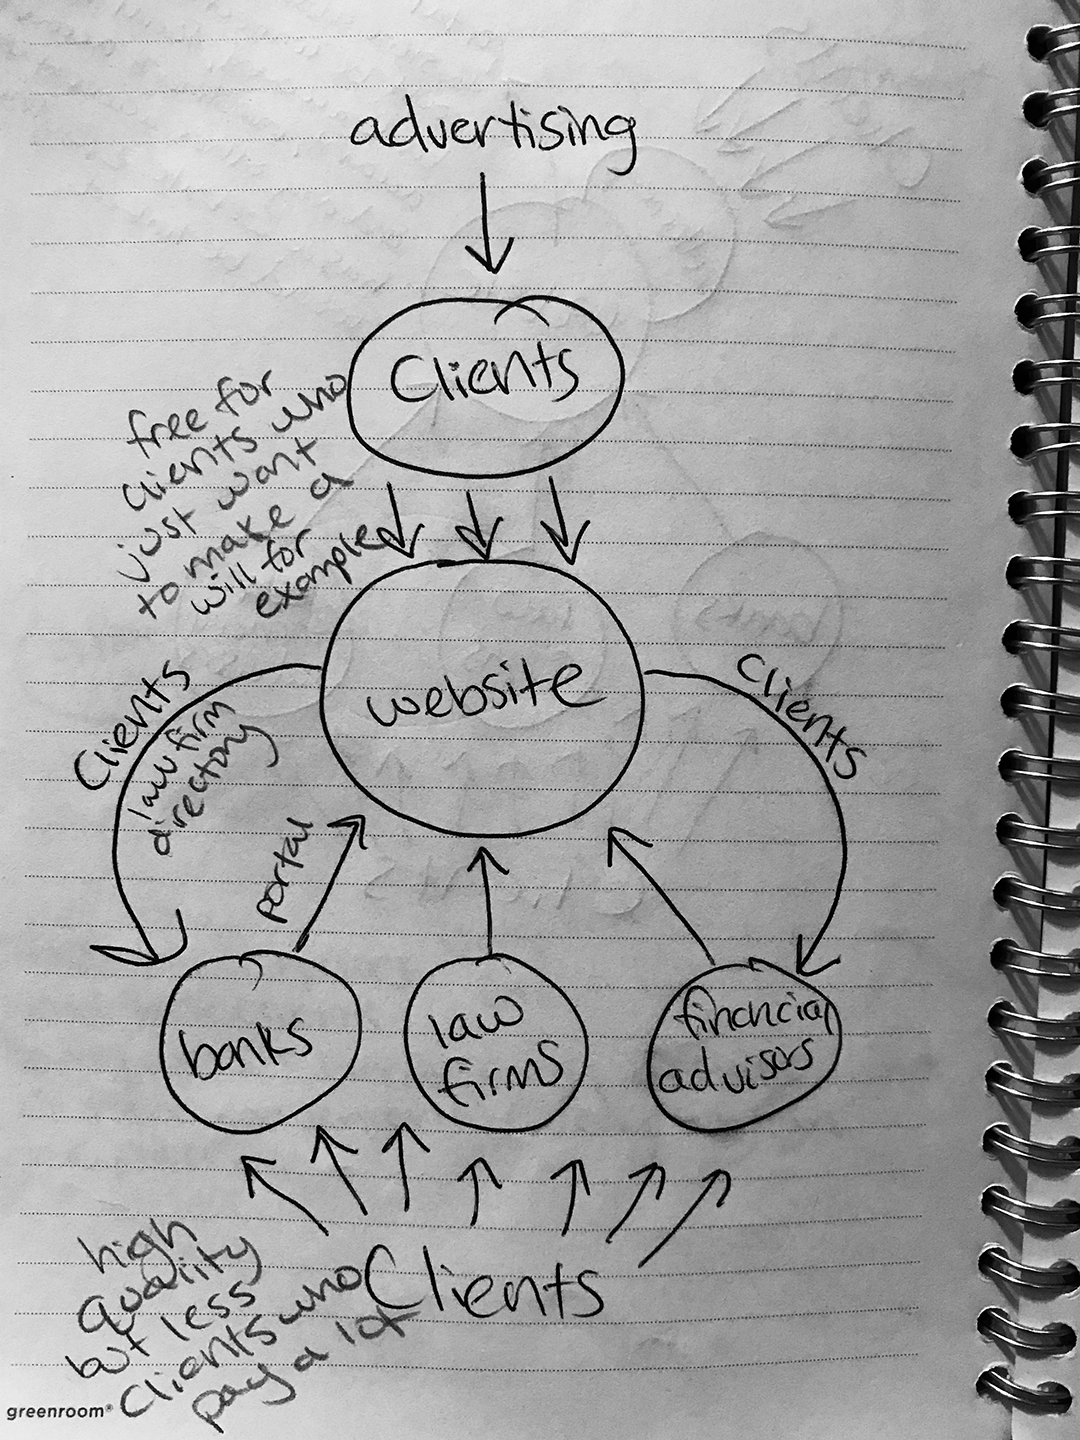 advertising
Clients
free for
clients who
just want
to make a
will for
example
website
Clients
law firm
directory
Clients
portal
banks
law
firms
financial
advisors
Clients
high
quality
but less
Clients who
pay a lot
greenroom®